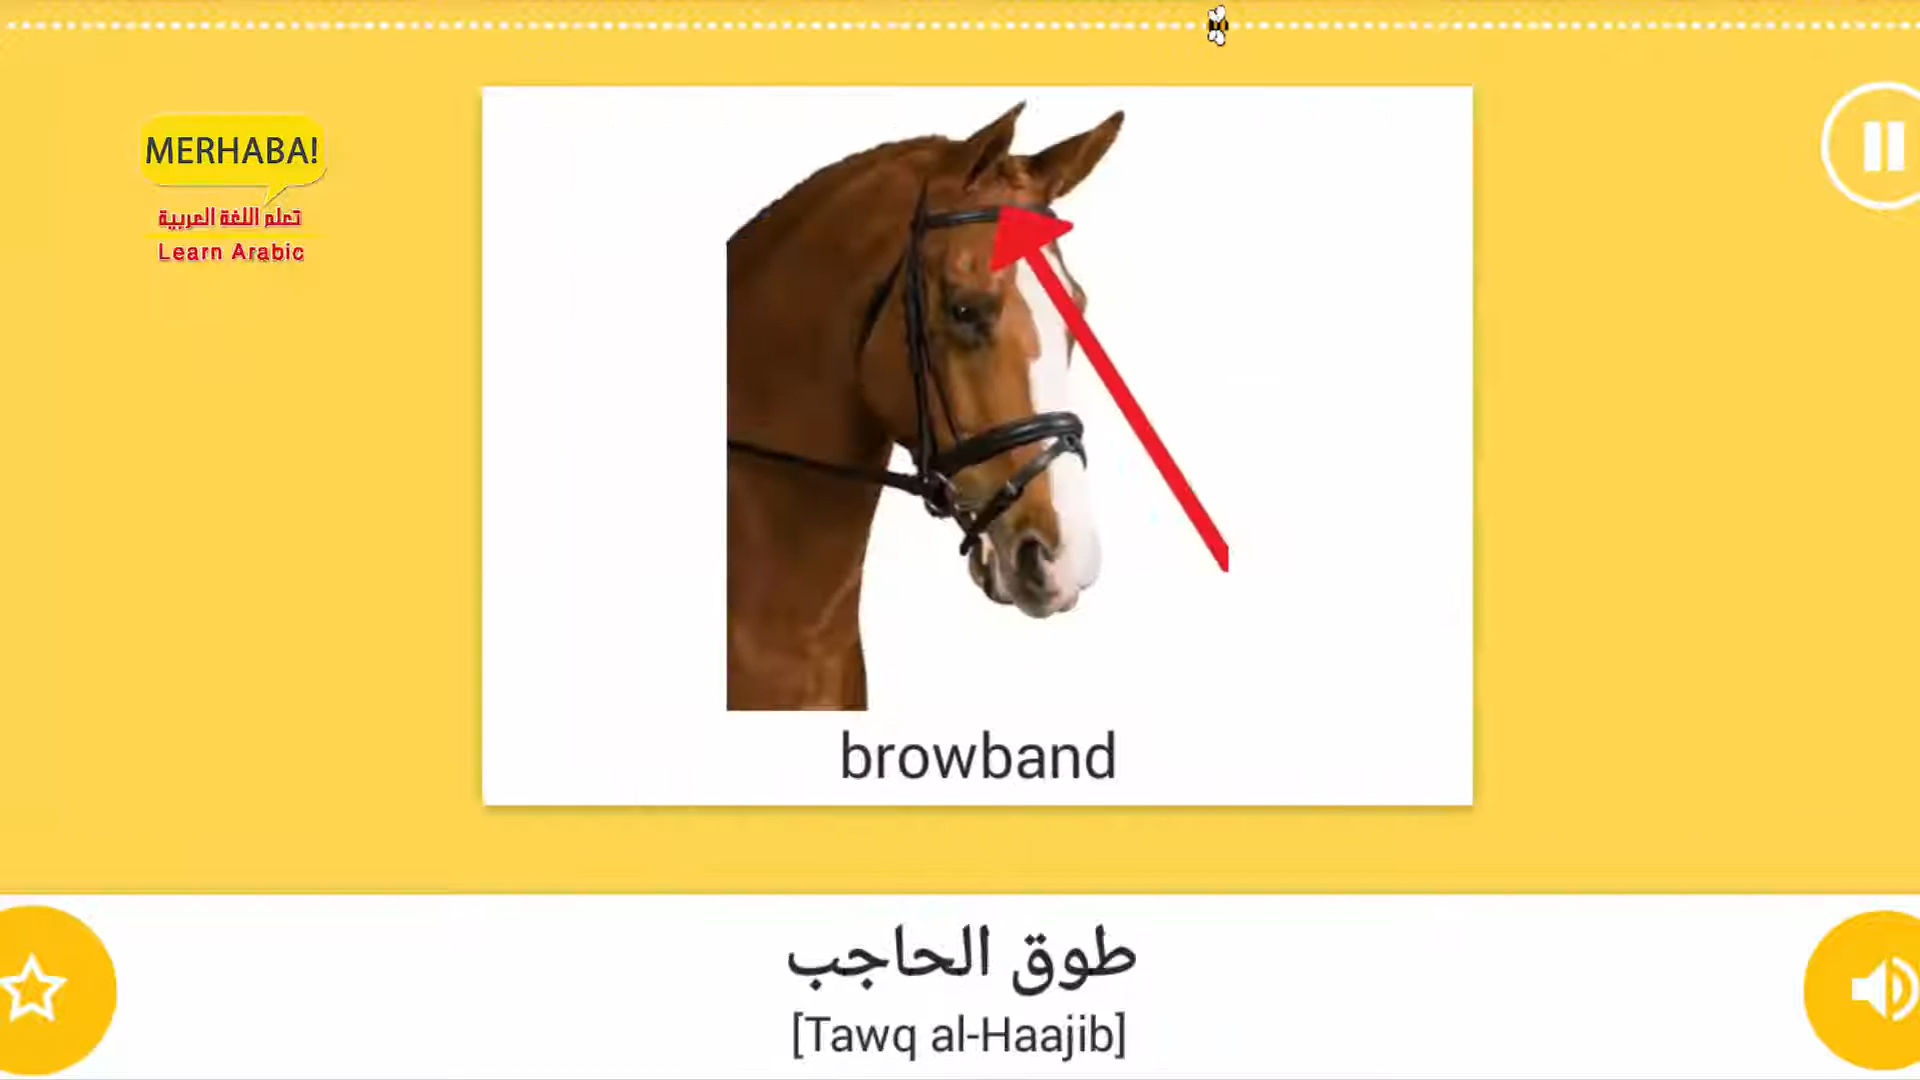 MERHABA!
تعلم اللغة العربية
Learn Arabic
browband
طوق الحاجب
[Tawq al-Haajib]